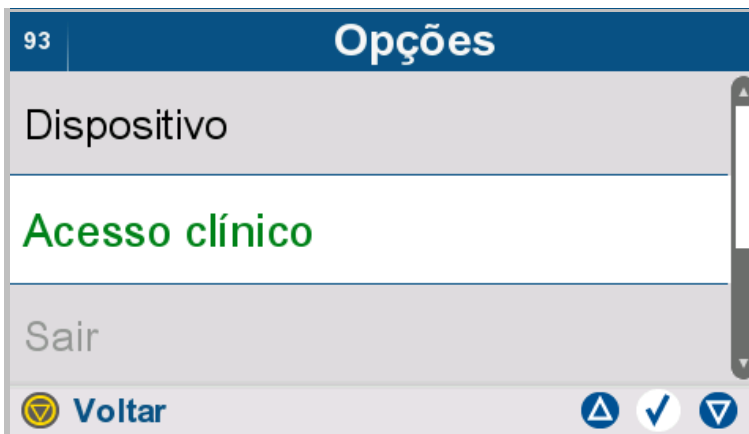 93
Opções
Dispositivo
Acesso clínico
Sair
Voltar